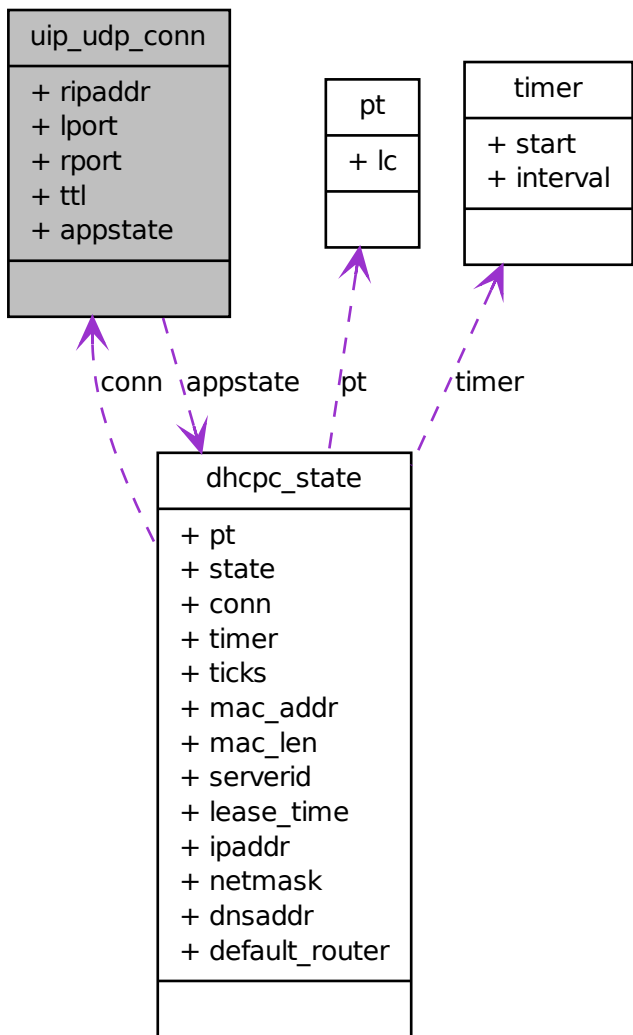 uip_udp_conn
+ ripaddr
+ lport
+ rport
+ ttl
+ appstate
pt
+ lc
timer
+ start
+ interval
conn
appstate
pt
timer
dhcpc_state
+ pt
+ state
+ conn
+ timer
+ ticks
+ mac_addr
+ mac_len
+ serverid
+ lease_time
+ ipaddr
+ netmask
+ dnsaddr
+ default_router